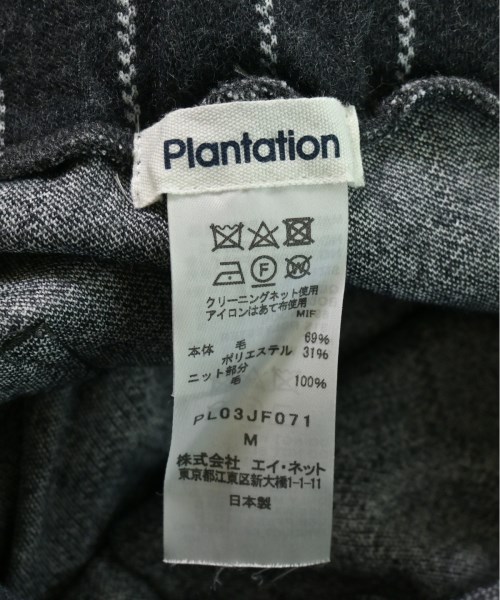 Plantation
F W
クリーニングネット使用
アイロンはあて布使用
MIF
本体 毛 69%
ポリエステル 31%
ニット部分
毛 100%
PL03JF071
M
株式会社 エイ・ネット
東京都江東区新大橋1-1-11
日本製